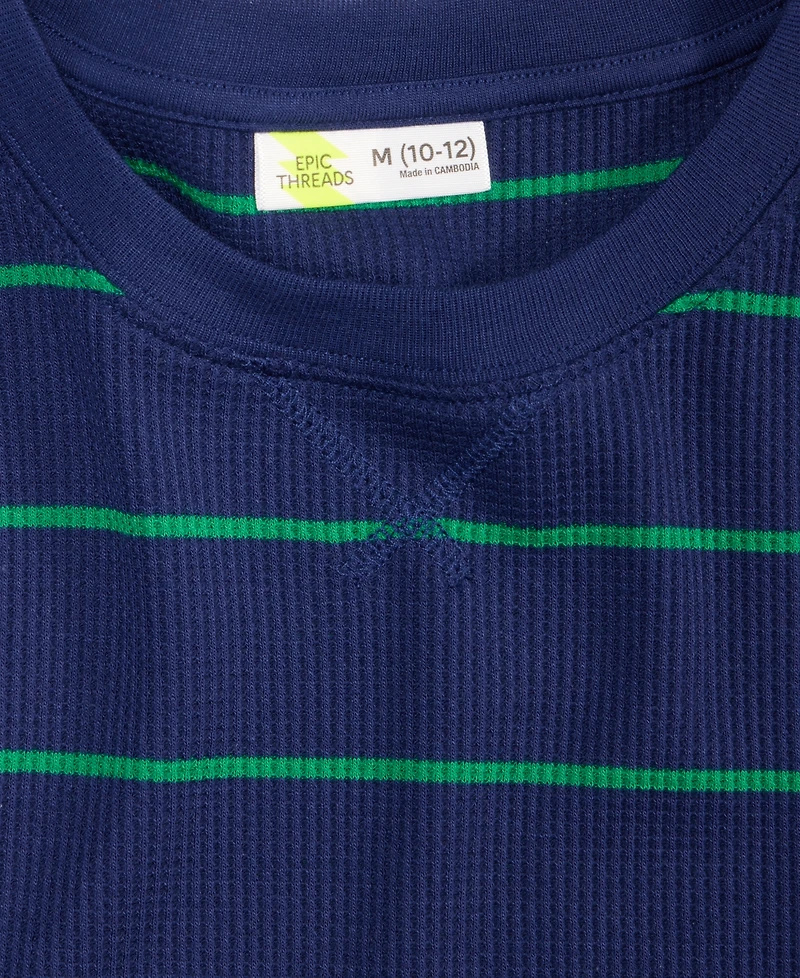 EPIC
THREADS
M (10-12)
Made in CAMBODIA